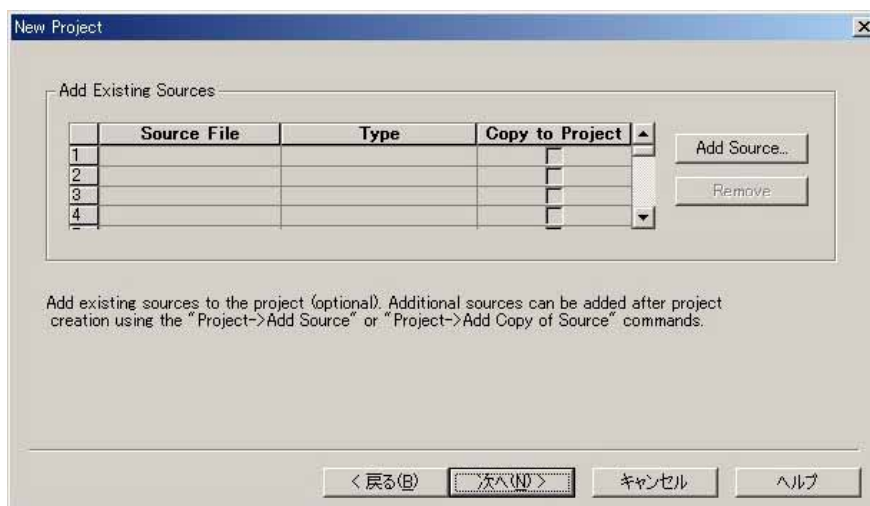 New Project
Add Existing Sources
Source File Type Copy to Project
1
2
3
4
Add Source...
Remove
Add existing sources to the project (optional). Additional sources can be added after project
creation using the "Project->Add Source" or "Project->Add Copy of Source" commands.
< 戻る(B) 次へ(N) > キャンセル ヘルプ